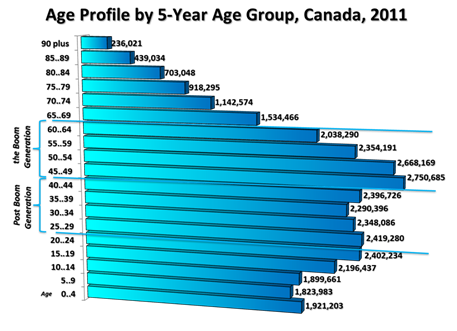 Age Profile by 5-Year Age Group, Canada, 2011
90 plus 236,021
85..89 439,034
80..84 703,048
75..79 918,295
70..74 1,142,574
65..69 1,534,466
the Boom
Generation
60..64 2,038,290
55..59 2,354,191
50..54 2,668,169
45..49 2,750,685
Post Boom
Generation
40..44 2,396,726
35..39 2,290,396
30..34 2,348,086
25..29 2,419,280
20..24 2,402,234
15..19 2,196,437
10..14 1,899,661
5..9 1,823,983
Age 0..4 1,921,203